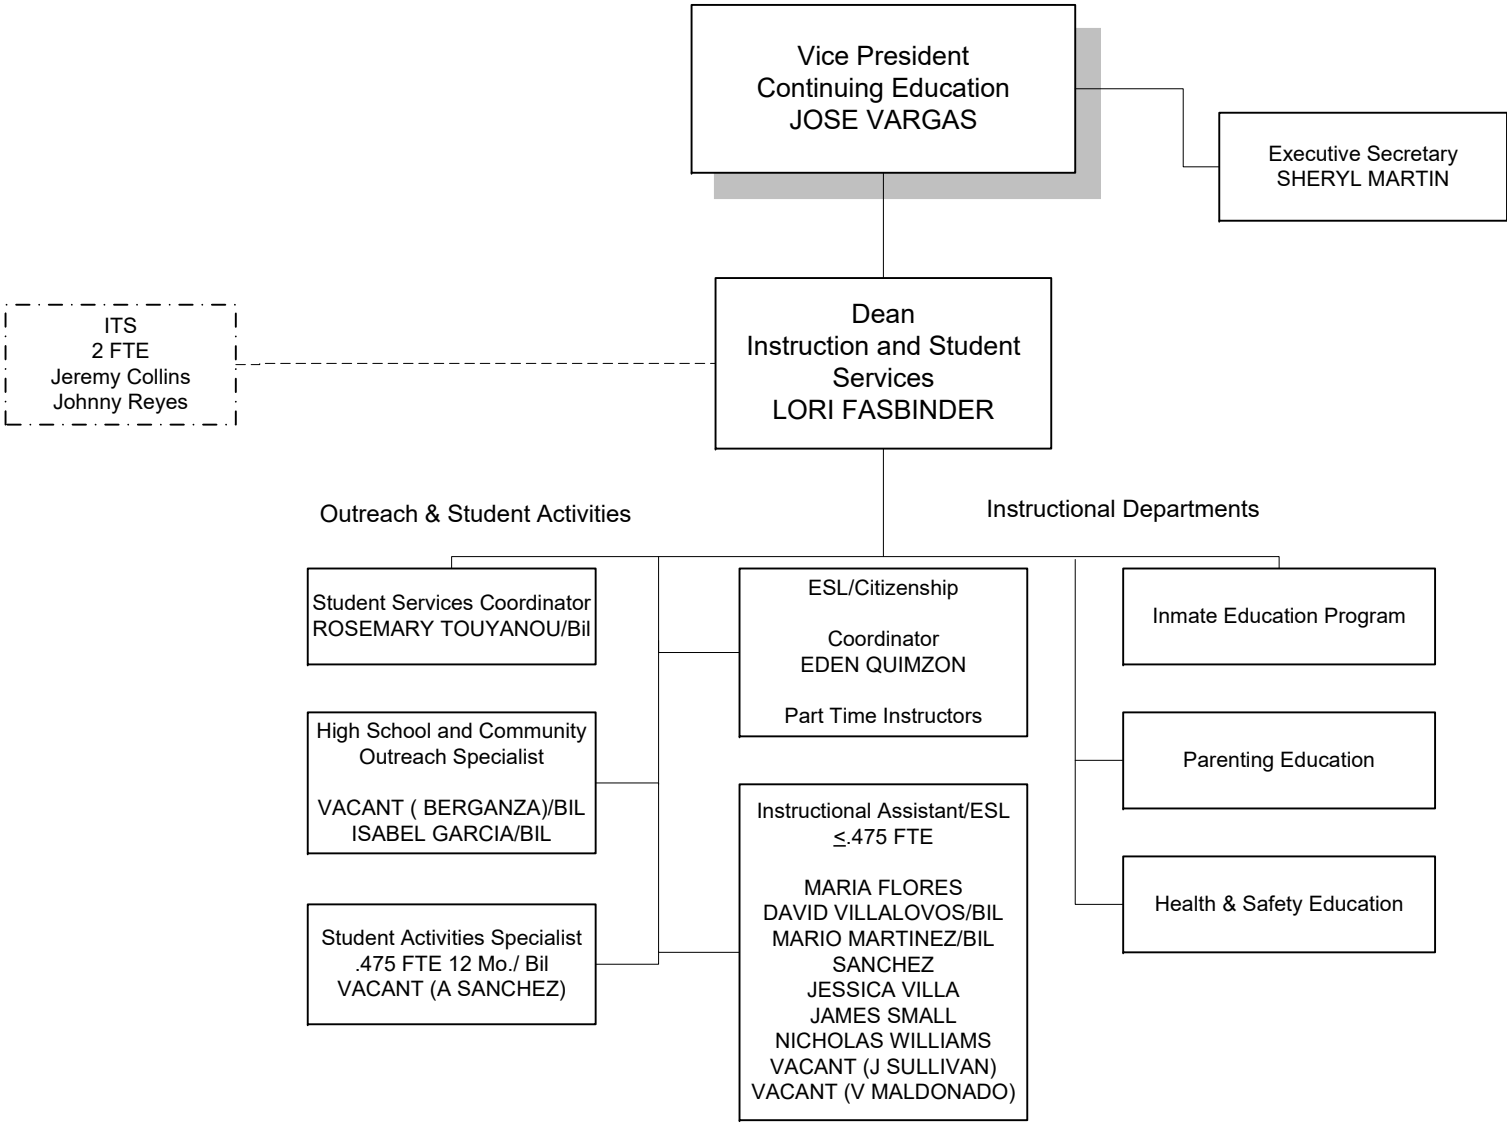 Vice President
Continuing Education
JOSE VARGAS
Executive Secretary
SHERYL MARTIN
ITS
2 FTE
Jeremy Collins
Johnny Reyes
Dean
Instruction and Student
Services
LORI FASBINDER
Outreach & Student Activities
Instructional Departments
Student Services Coordinator
ROSEMARY TOUYANOU/Bil
High School and Community
Outreach Specialist
VACANT ( BERGANZA)/BIL
ISABEL GARCIA/BIL
Student Activities Specialist
.475 FTE 12 Mo./ Bil
VACANT (A SANCHEZ)
ESL/Citizenship
Coordinator
EDEN QUIMZON
Part Time Instructors
Instructional Assistant/ESL
≤.475 FTE
MARIA FLORES
DAVID VILLALOVOS/BIL
MARIO MARTINEZ/BIL
SANCHEZ
JESSICA VILLA
JAMES SMALL
NICHOLAS WILLIAMS
VACANT (J SULLIVAN)
VACANT (V MALDONADO)
Inmate Education Program
Parenting Education
Health & Safety Education